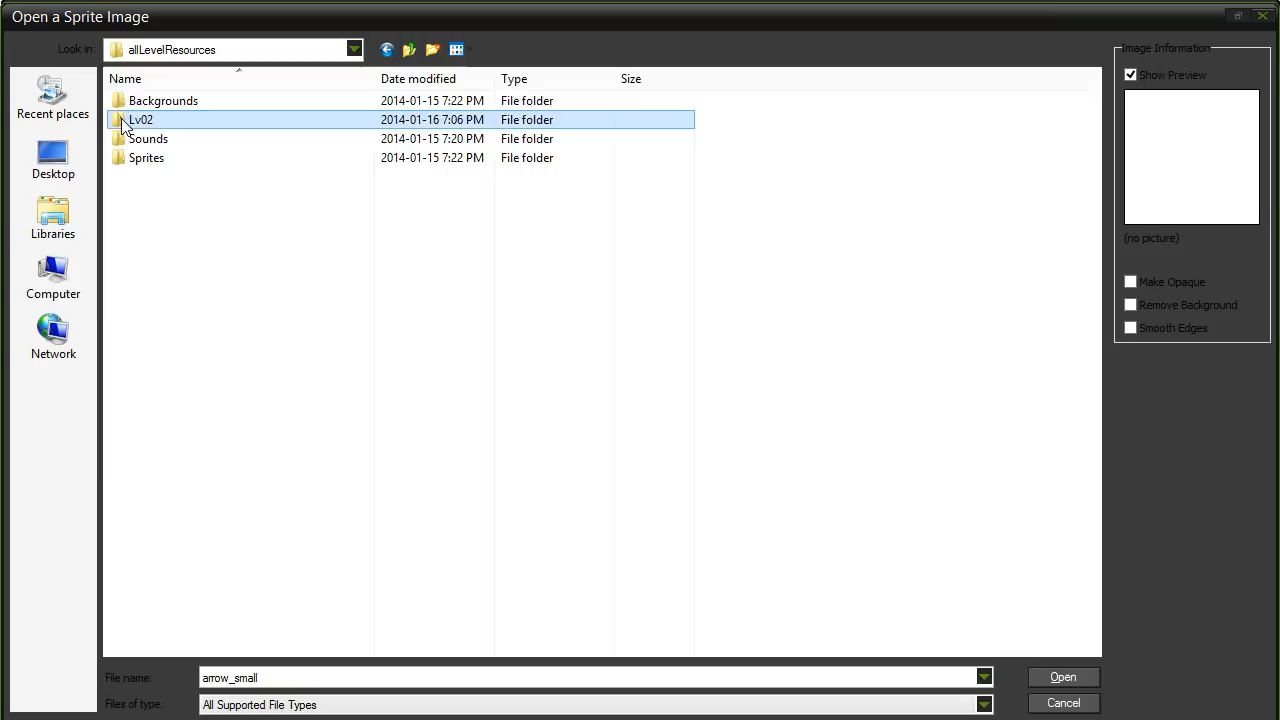 Open a Sprite Image
Look in: allLevelResources
Image Information
Name Date modified Type Size
Show Preview
Backgrounds 2014-01-15 7:22 PM File folder
Lv02 2014-01-16 7:06 PM File folder
Sounds 2014-01-15 7:20 PM File folder
Sprites 2014-01-15 7:22 PM File folder
Recent places
Desktop
Libraries
Computer
Network
(no picture)
Make Opaque
Remove Background
Smooth Edges
File name: arrow_small Open
Files of type: All Supported File Types Cancel